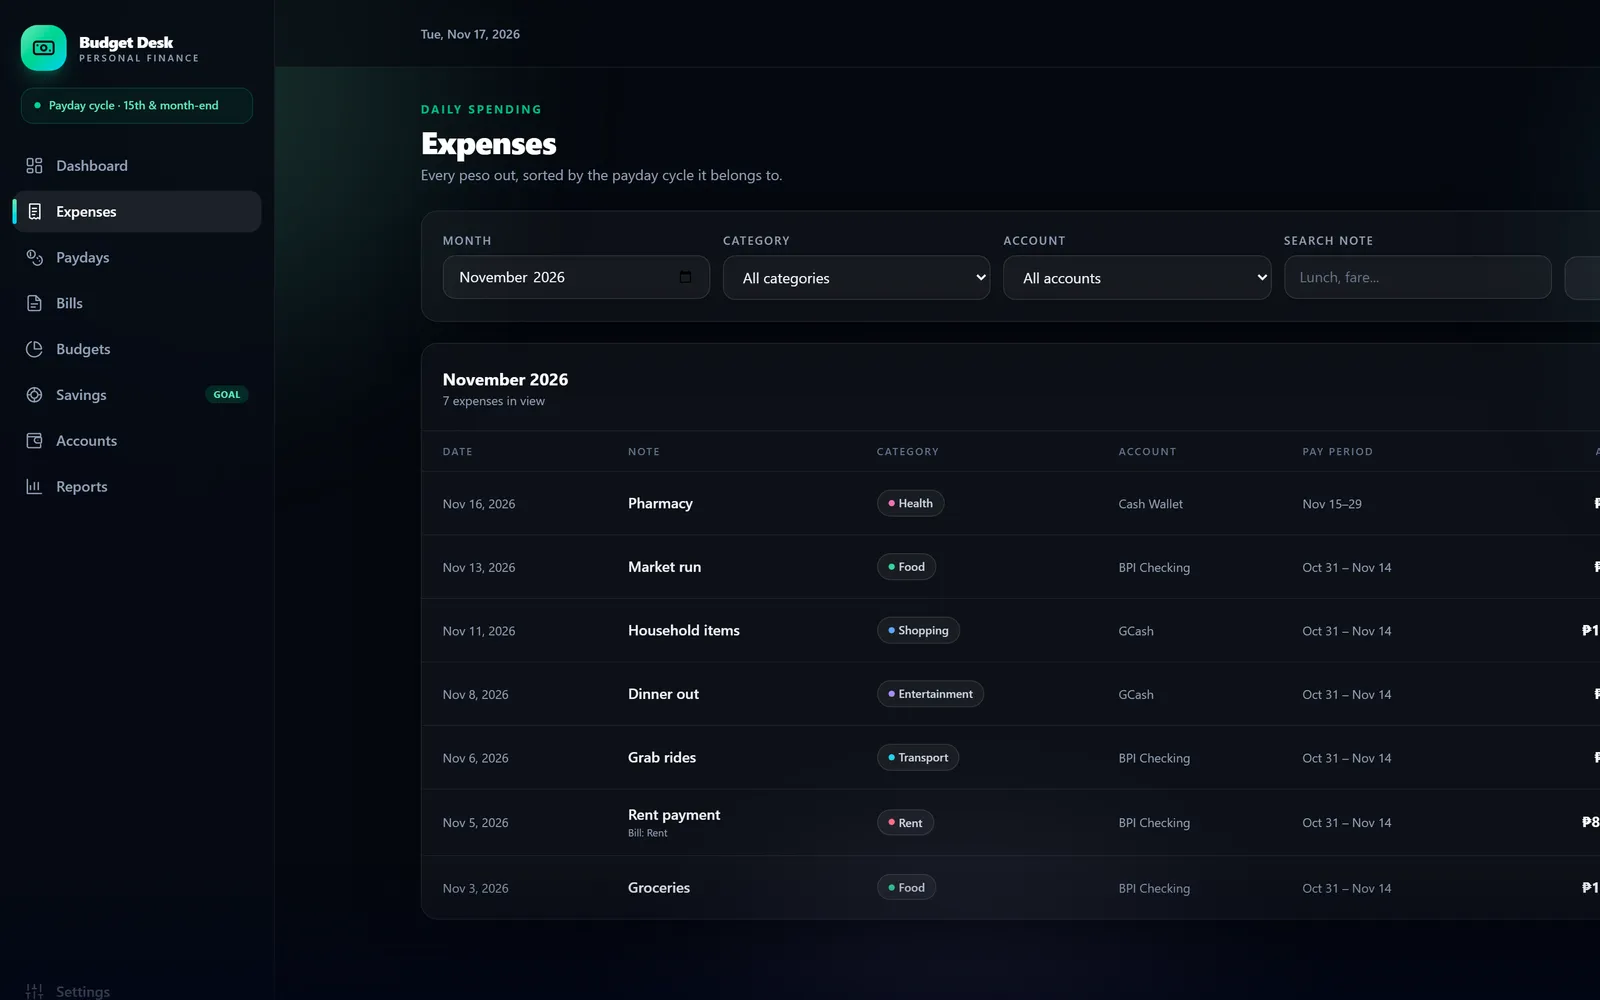 Budget Desk
PERSONAL FINANCE
Payday cycle · 15th & month-end
Dashboard
Expenses
Paydays
Bills
Budgets
Savings GOAL
Accounts
Reports
Settings
Tue, Nov 17, 2026
DAILY SPENDING
Expenses
Every peso out, sorted by the payday cycle it belongs to.
MONTH CATEGORY ACCOUNT SEARCH NOTE
November 2026 All categories All accounts Lunch, fare...
November 2026
7 expenses in view
DATE NOTE CATEGORY ACCOUNT PAY PERIOD
Nov 16, 2026 Pharmacy Health Cash Wallet Nov 15–29 ₱
Nov 13, 2026 Market run Food BPI Checking Oct 31 – Nov 14 ₱
Nov 11, 2026 Household items Shopping GCash Oct 31 – Nov 14 ₱1
Nov 8, 2026 Dinner out Entertainment GCash Oct 31 – Nov 14 ₱
Nov 6, 2026 Grab rides Transport BPI Checking Oct 31 – Nov 14 ₱
Nov 5, 2026 Rent payment Rent BPI Checking Oct 31 – Nov 14 ₱8
Bill: Rent
Nov 3, 2026 Groceries Food BPI Checking Oct 31 – Nov 14 ₱1